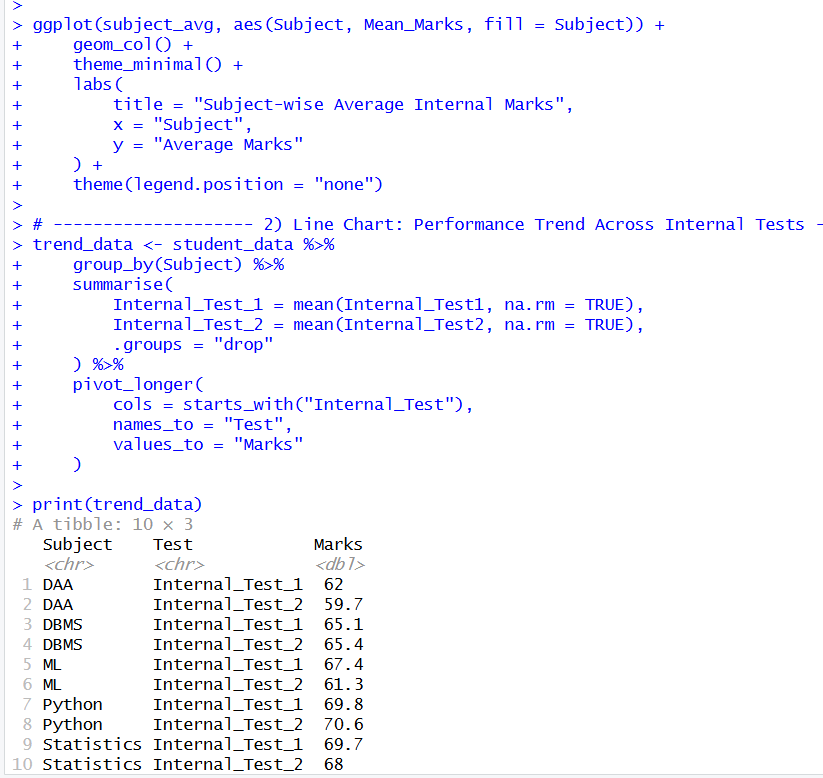 >
> ggplot(subject_avg, aes(Subject, Mean_Marks, fill = Subject)) +
+     geom_col() +
+     theme_minimal() +
+     labs(
+         title = "Subject-wise Average Internal Marks",
+         x = "Subject",
+         y = "Average Marks"
+     ) +
+     theme(legend.position = "none")
>
> # -------------------- 2) Line Chart: Performance Trend Across Internal Tests -
> trend_data <- student_data %>%
+     group_by(Subject) %>%
+     summarise(
+         Internal_Test_1 = mean(Internal_Test1, na.rm = TRUE),
+         Internal_Test_2 = mean(Internal_Test2, na.rm = TRUE),
+         .groups = "drop"
+     ) %>%
+     pivot_longer(
+         cols = starts_with("Internal_Test"),
+         names_to = "Test",
+         values_to = "Marks"
+     )
>
> print(trend_data)
# A tibble: 10 × 3
   Subject    Test            Marks
   <chr>      <chr>           <dbl>
 1 DAA        Internal_Test_1  62
 2 DAA        Internal_Test_2  59.7
 3 DBMS       Internal_Test_1  65.1
 4 DBMS       Internal_Test_2  65.4
 5 ML         Internal_Test_1  67.4
 6 ML         Internal_Test_2  61.3
 7 Python     Internal_Test_1  69.8
 8 Python     Internal_Test_2  70.6
 9 Statistics Internal_Test_1  69.7
10 Statistics Internal_Test_2  68